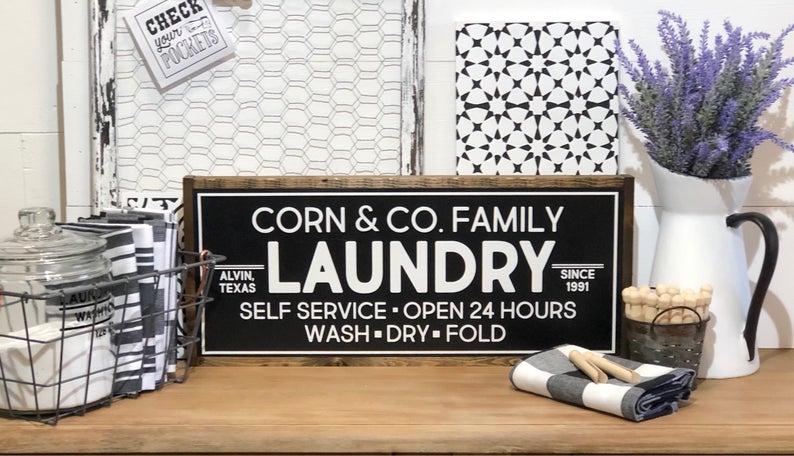 CHECK
your
POCKETS
CORN & CO. FAMILY
LAUNDRY
ALVIN,
TEXAS
SINCE
1991
SELF SERVICE ▪ OPEN 24 HOURS
WASH ▪ DRY ▪ FOLD
WASH